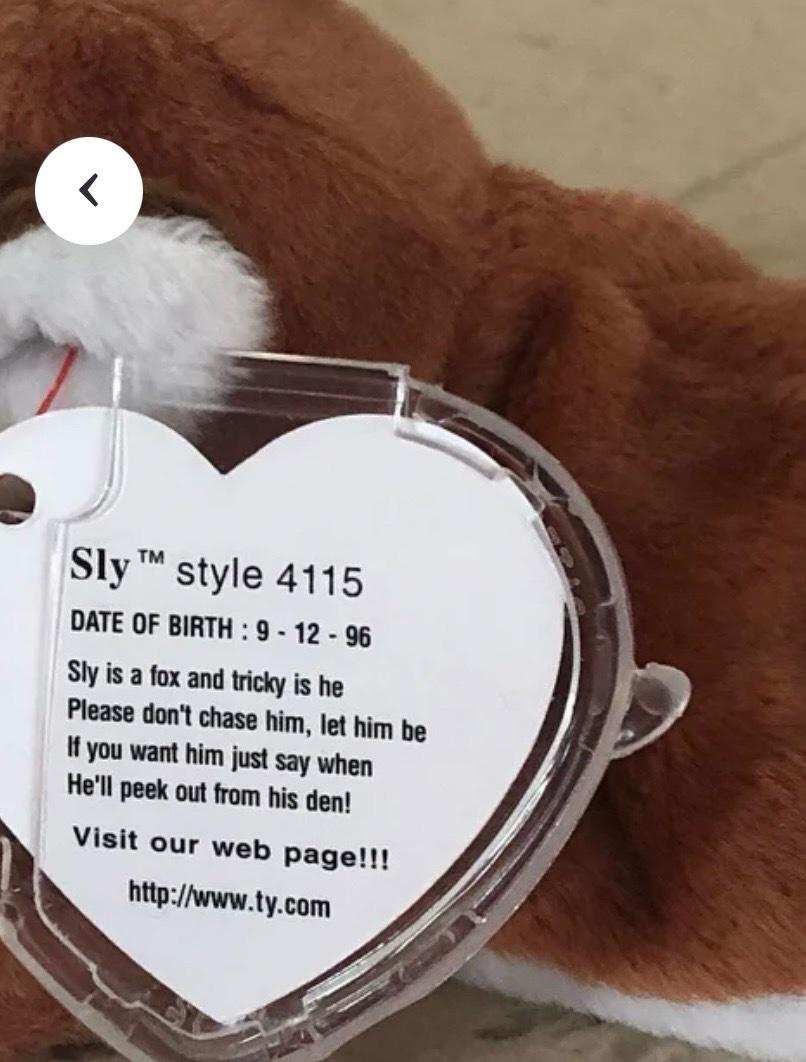 Sly™ style 4115
DATE OF BIRTH : 9 - 12 - 96
Sly is a fox and tricky is he
Please don't chase him, let him be
If you want him just say when
He'll peek out from his den!
Visit our web page!!!
http://www.ty.com